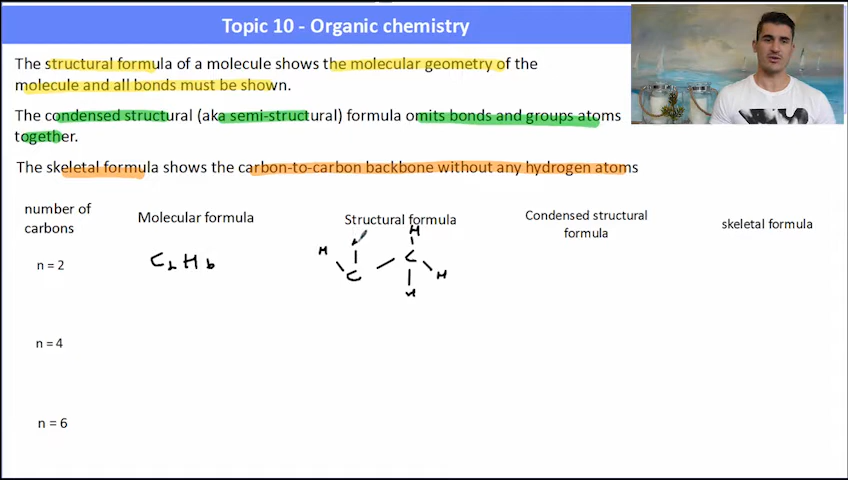 Topic 10 - Organic chemistry
The structural formula of a molecule shows the molecular geometry of the
molecule and all bonds must be shown.
The condensed structural (aka semi-structural) formula omits bonds and groups atoms
together.
The skeletal formula shows the carbon-to-carbon backbone without any hydrogen atoms
number of
carbons
Molecular formula
Structural formula
Condensed structural
formula
skeletal formula
n = 2
C₂H₆
H
H
C
C
H
H
n = 4
n = 6